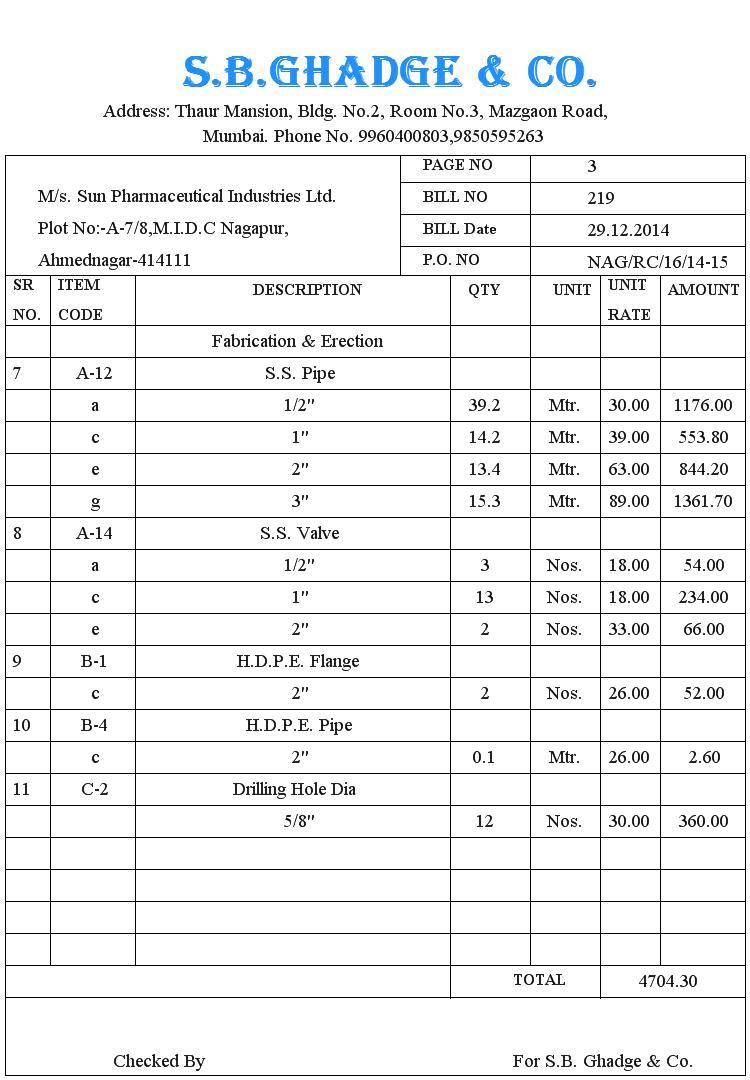 S.B.GHADGE & CO.
Address: Thaur Mansion, Bldg. No.2, Room No.3, Mazgaon Road,
Mumbai. Phone No. 9960400803,9850595263
PAGE NO 3
M/s. Sun Pharmaceutical Industries Ltd. BILL NO 219
Plot No:-A-7/8,M.I.D.C Nagapur, BILL Date 29.12.2014
Ahmednagar-414111 P.O. NO NAG/RC/16/14-15
SR NO. ITEM CODE DESCRIPTION QTY UNIT UNIT RATE AMOUNT
Fabrication & Erection
7 A-12 S.S. Pipe
a 1/2" 39.2 Mtr. 30.00 1176.00
c 1" 14.2 Mtr. 39.00 553.80
e 2" 13.4 Mtr. 63.00 844.20
g 3" 15.3 Mtr. 89.00 1361.70
8 A-14 S.S. Valve
a 1/2" 3 Nos. 18.00 54.00
c 1" 13 Nos. 18.00 234.00
e 2" 2 Nos. 33.00 66.00
9 B-1 H.D.P.E. Flange
c 2" 2 Nos. 26.00 52.00
10 B-4 H.D.P.E. Pipe
c 2" 0.1 Mtr. 26.00 2.60
11 C-2 Drilling Hole Dia
5/8" 12 Nos. 30.00 360.00
TOTAL 4704.30
Checked By For S.B. Ghadge & Co.